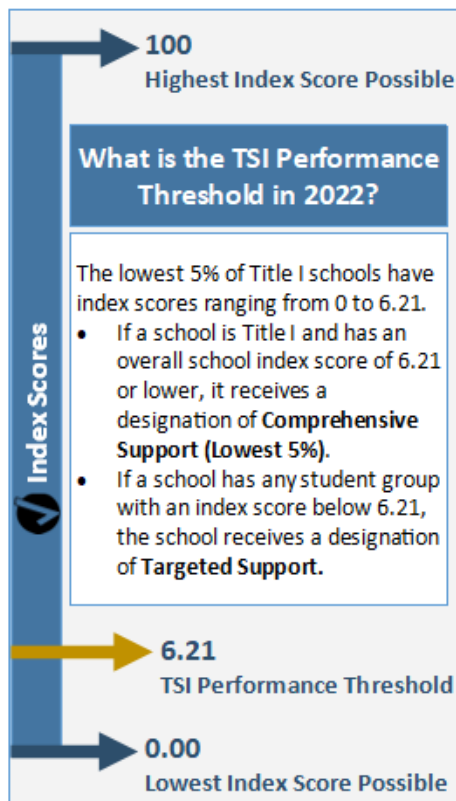 100
Highest Index Score Possible
What is the TSI Performance
Threshold in 2022?
The lowest 5% of Title I schools have
index scores ranging from 0 to 6.21.
• If a school is Title I and has an
overall school index score of 6.21
or lower, it receives a
designation of Comprehensive
Support (Lowest 5%).
• If a school has any student group
with an index score below 6.21,
the school receives a designation
of Targeted Support.
Index Scores
6.21
TSI Performance Threshold
0.00
Lowest Index Score Possible